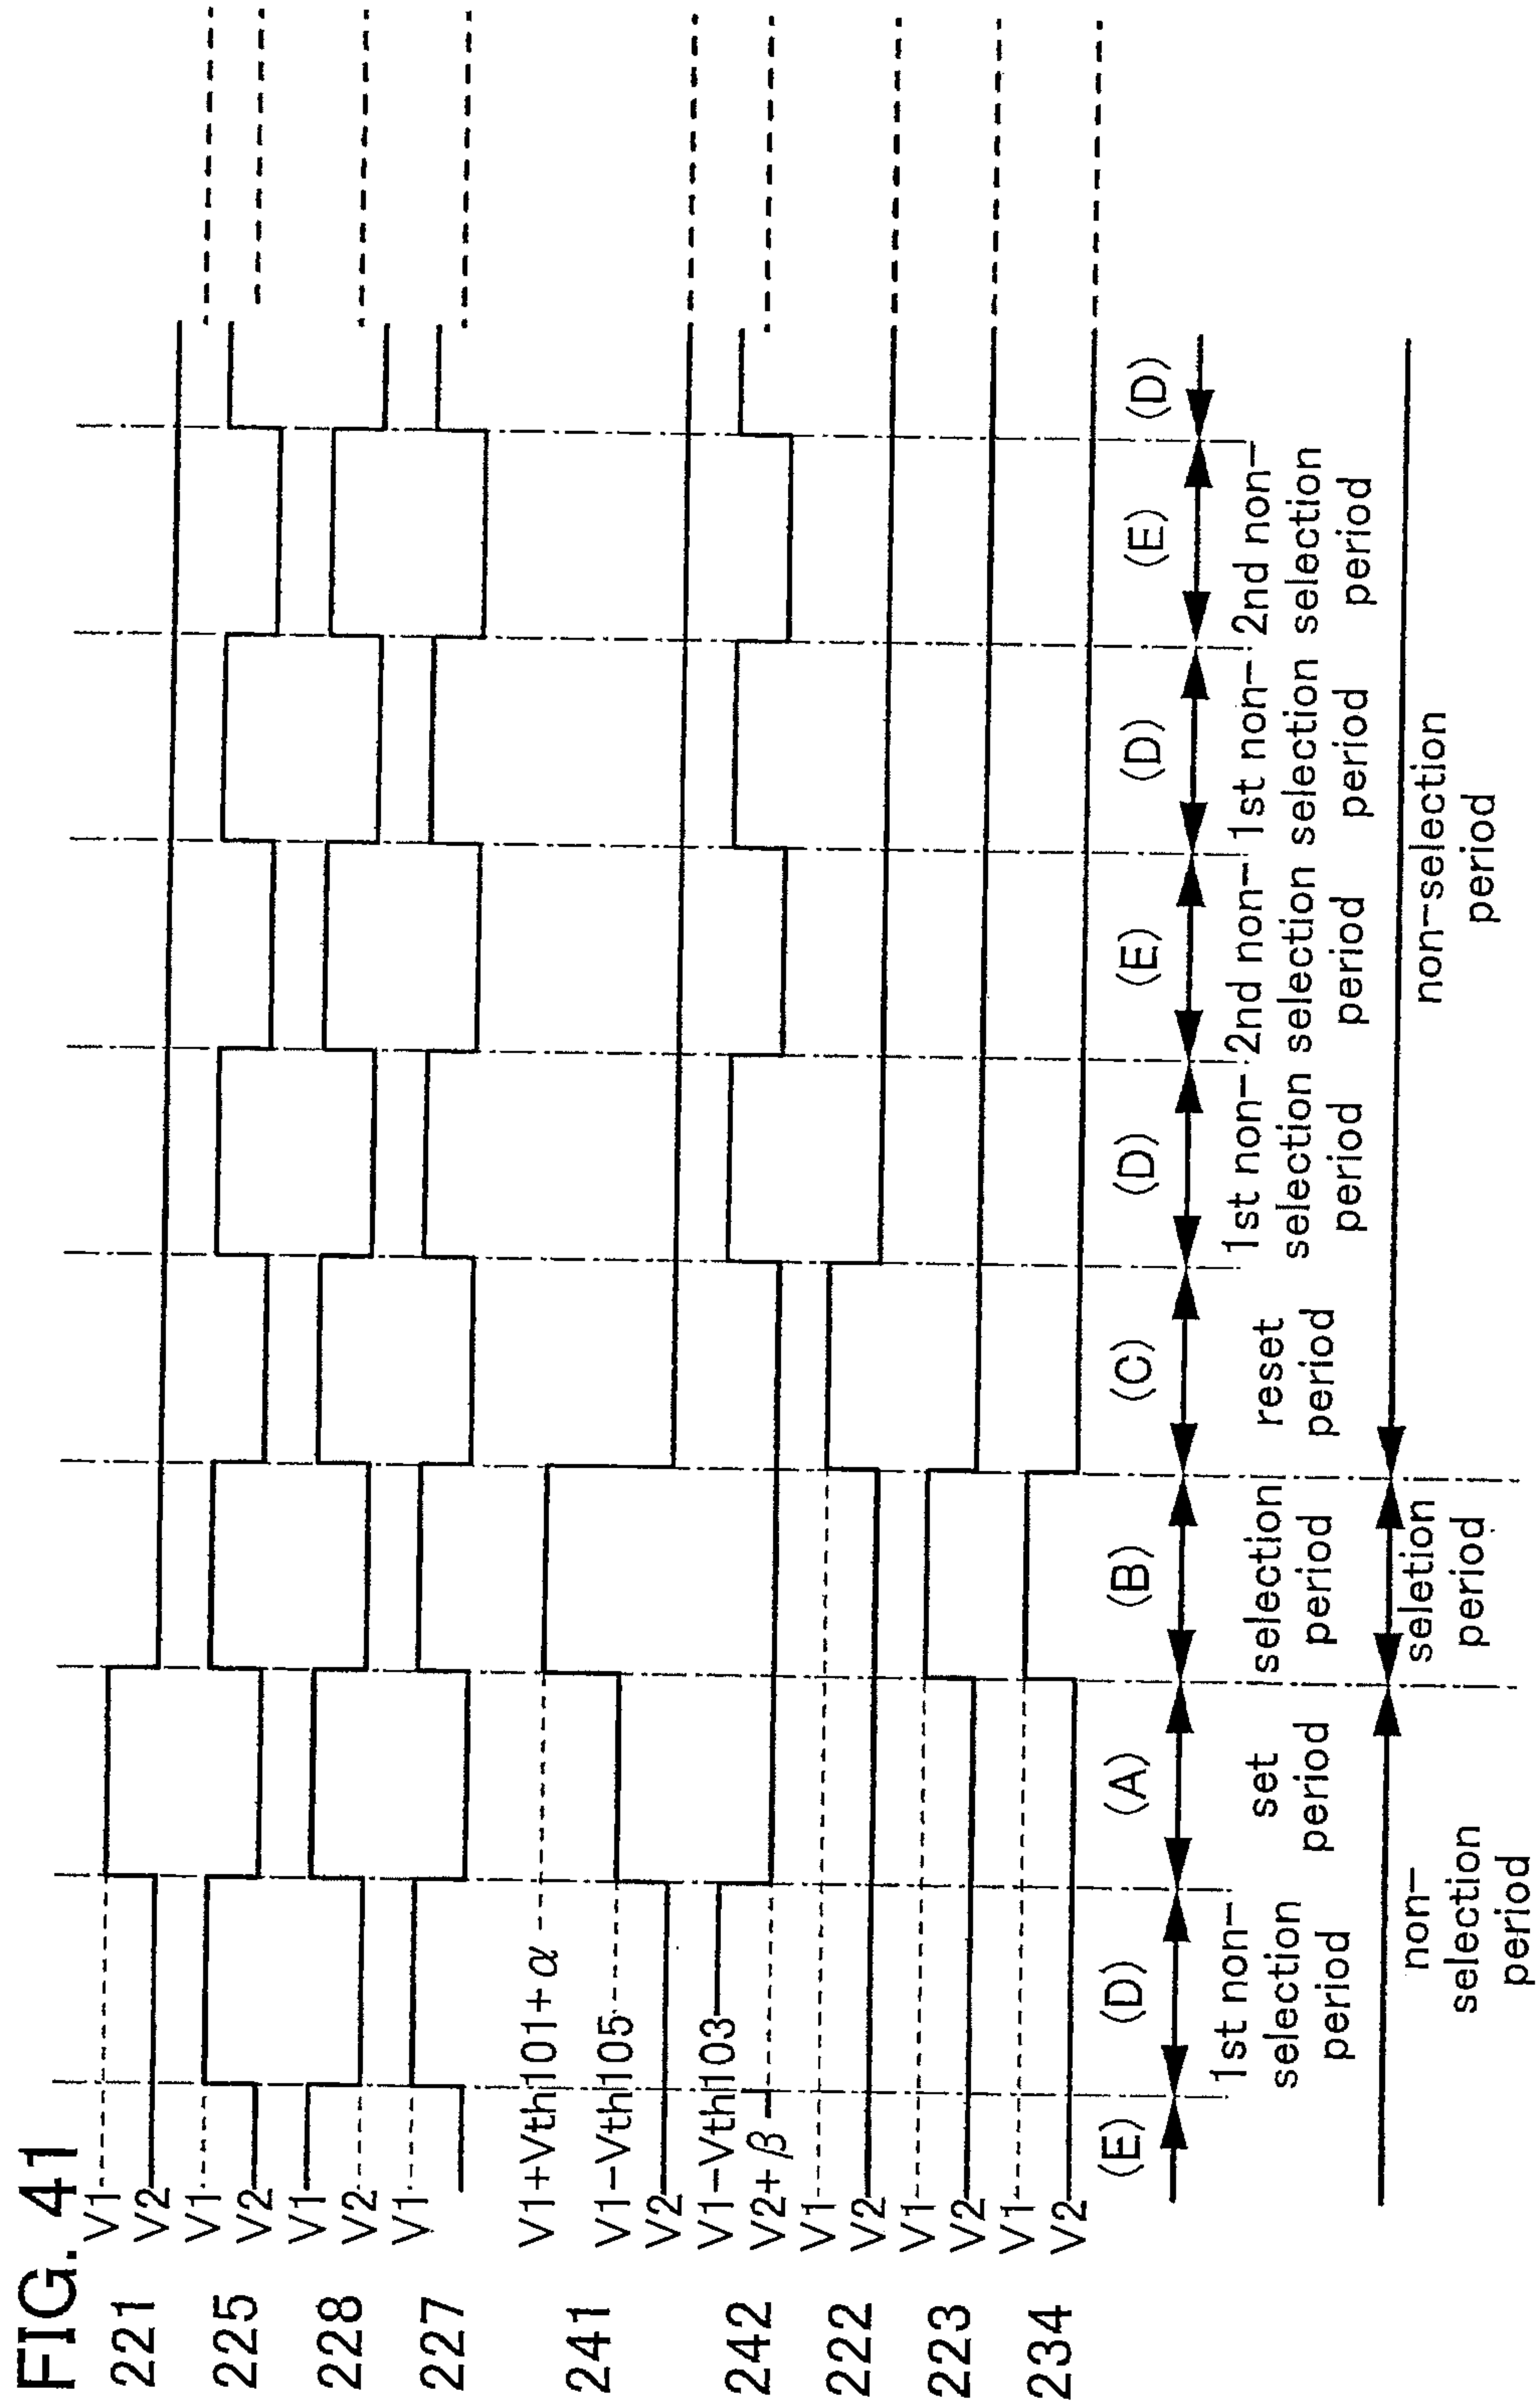 FIG. 41
221
V1
V2
225
V1
V2
228
V1
V2
227
V1
241
V1+Vth101+α
V1-Vth105
V2
242
V1-Vth103
V2+β
222
V1
V2
223
V1
V2
234
V1
V2
(E)
(D)
(A)
(B)
(C)
(D)
(E)
(D)
(E)
(D)
1st non-
selection
period
set
period
selection
period
reset
period
1st non-
selection
period
2nd non-
selection
period
1st non-
selection
period
2nd non-
selection
period
non-
selection
period
seletion
period
non-selection
period